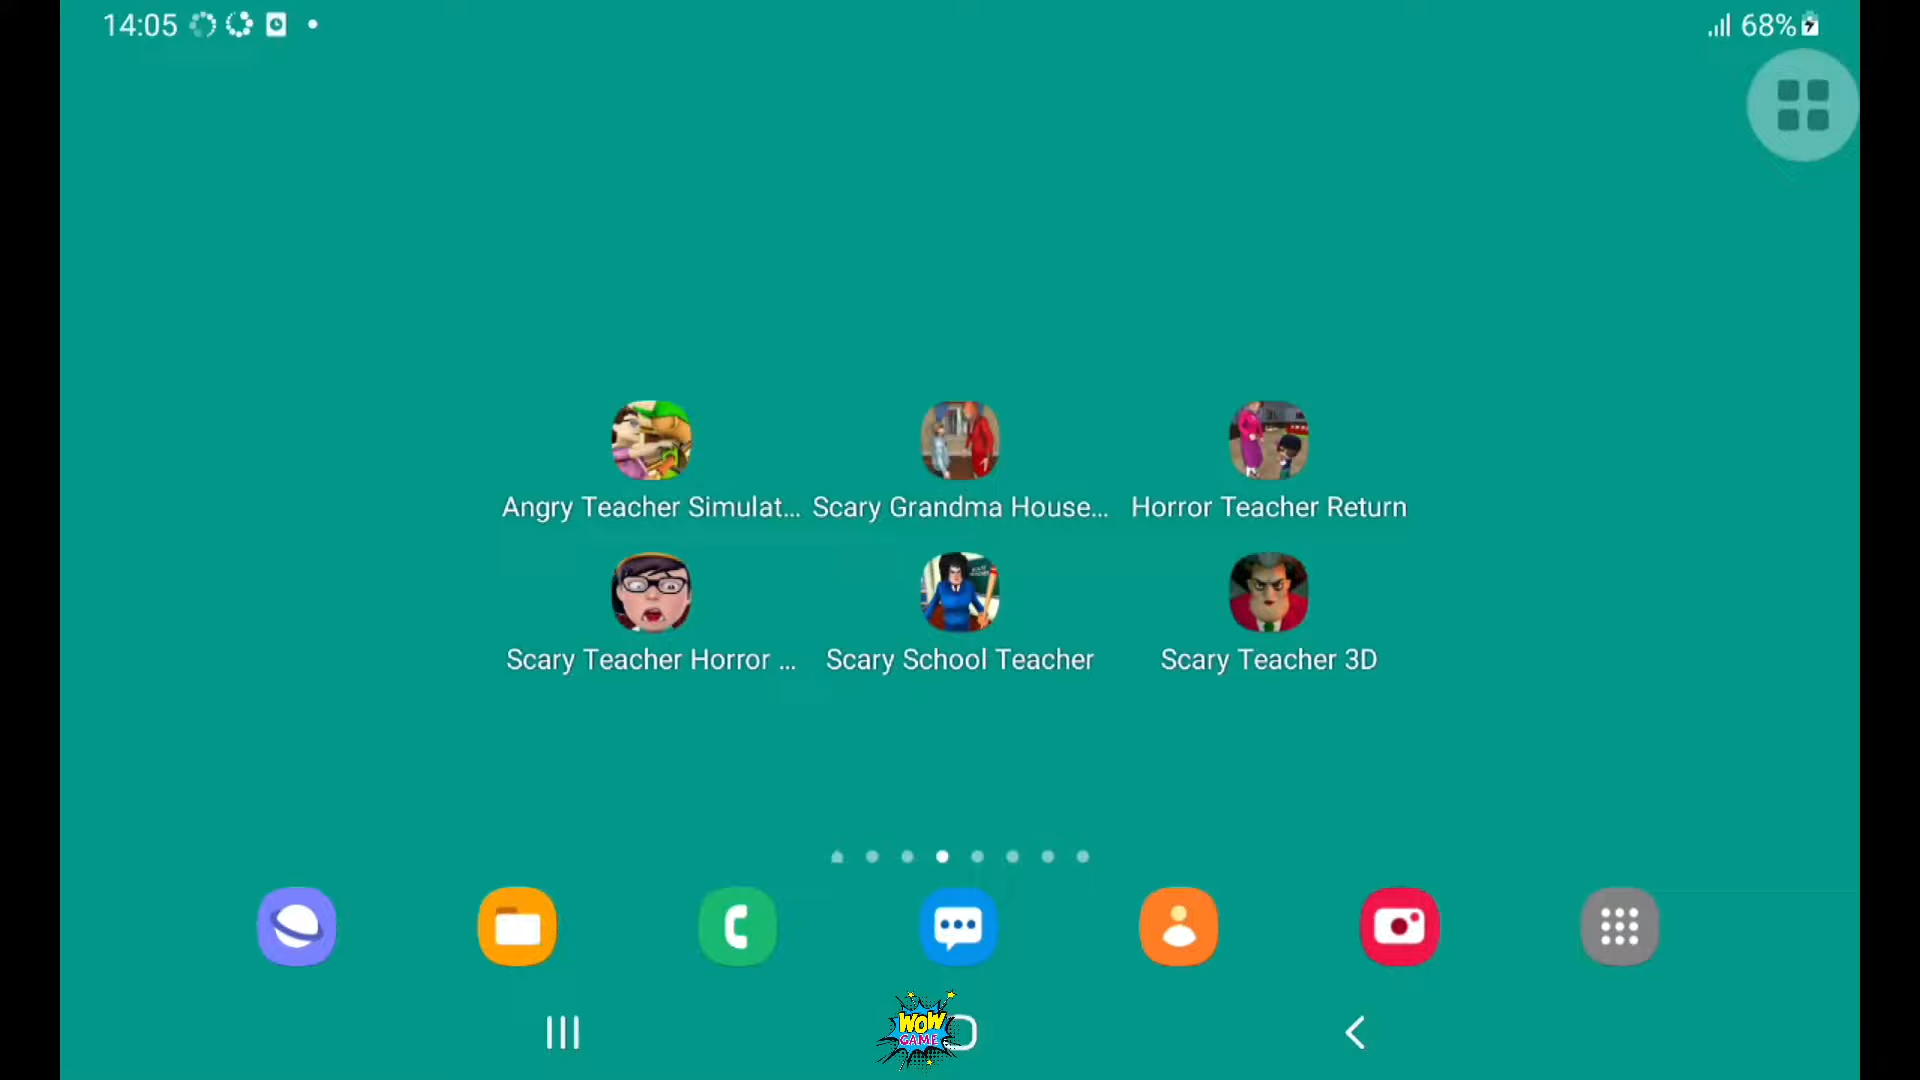 14:05
68%
Angry Teacher Simulat...
Scary Grandma House...
Horror Teacher Return
Scary Teacher Horror ...
Scary School Teacher
Scary Teacher 3D
WOW
GAME